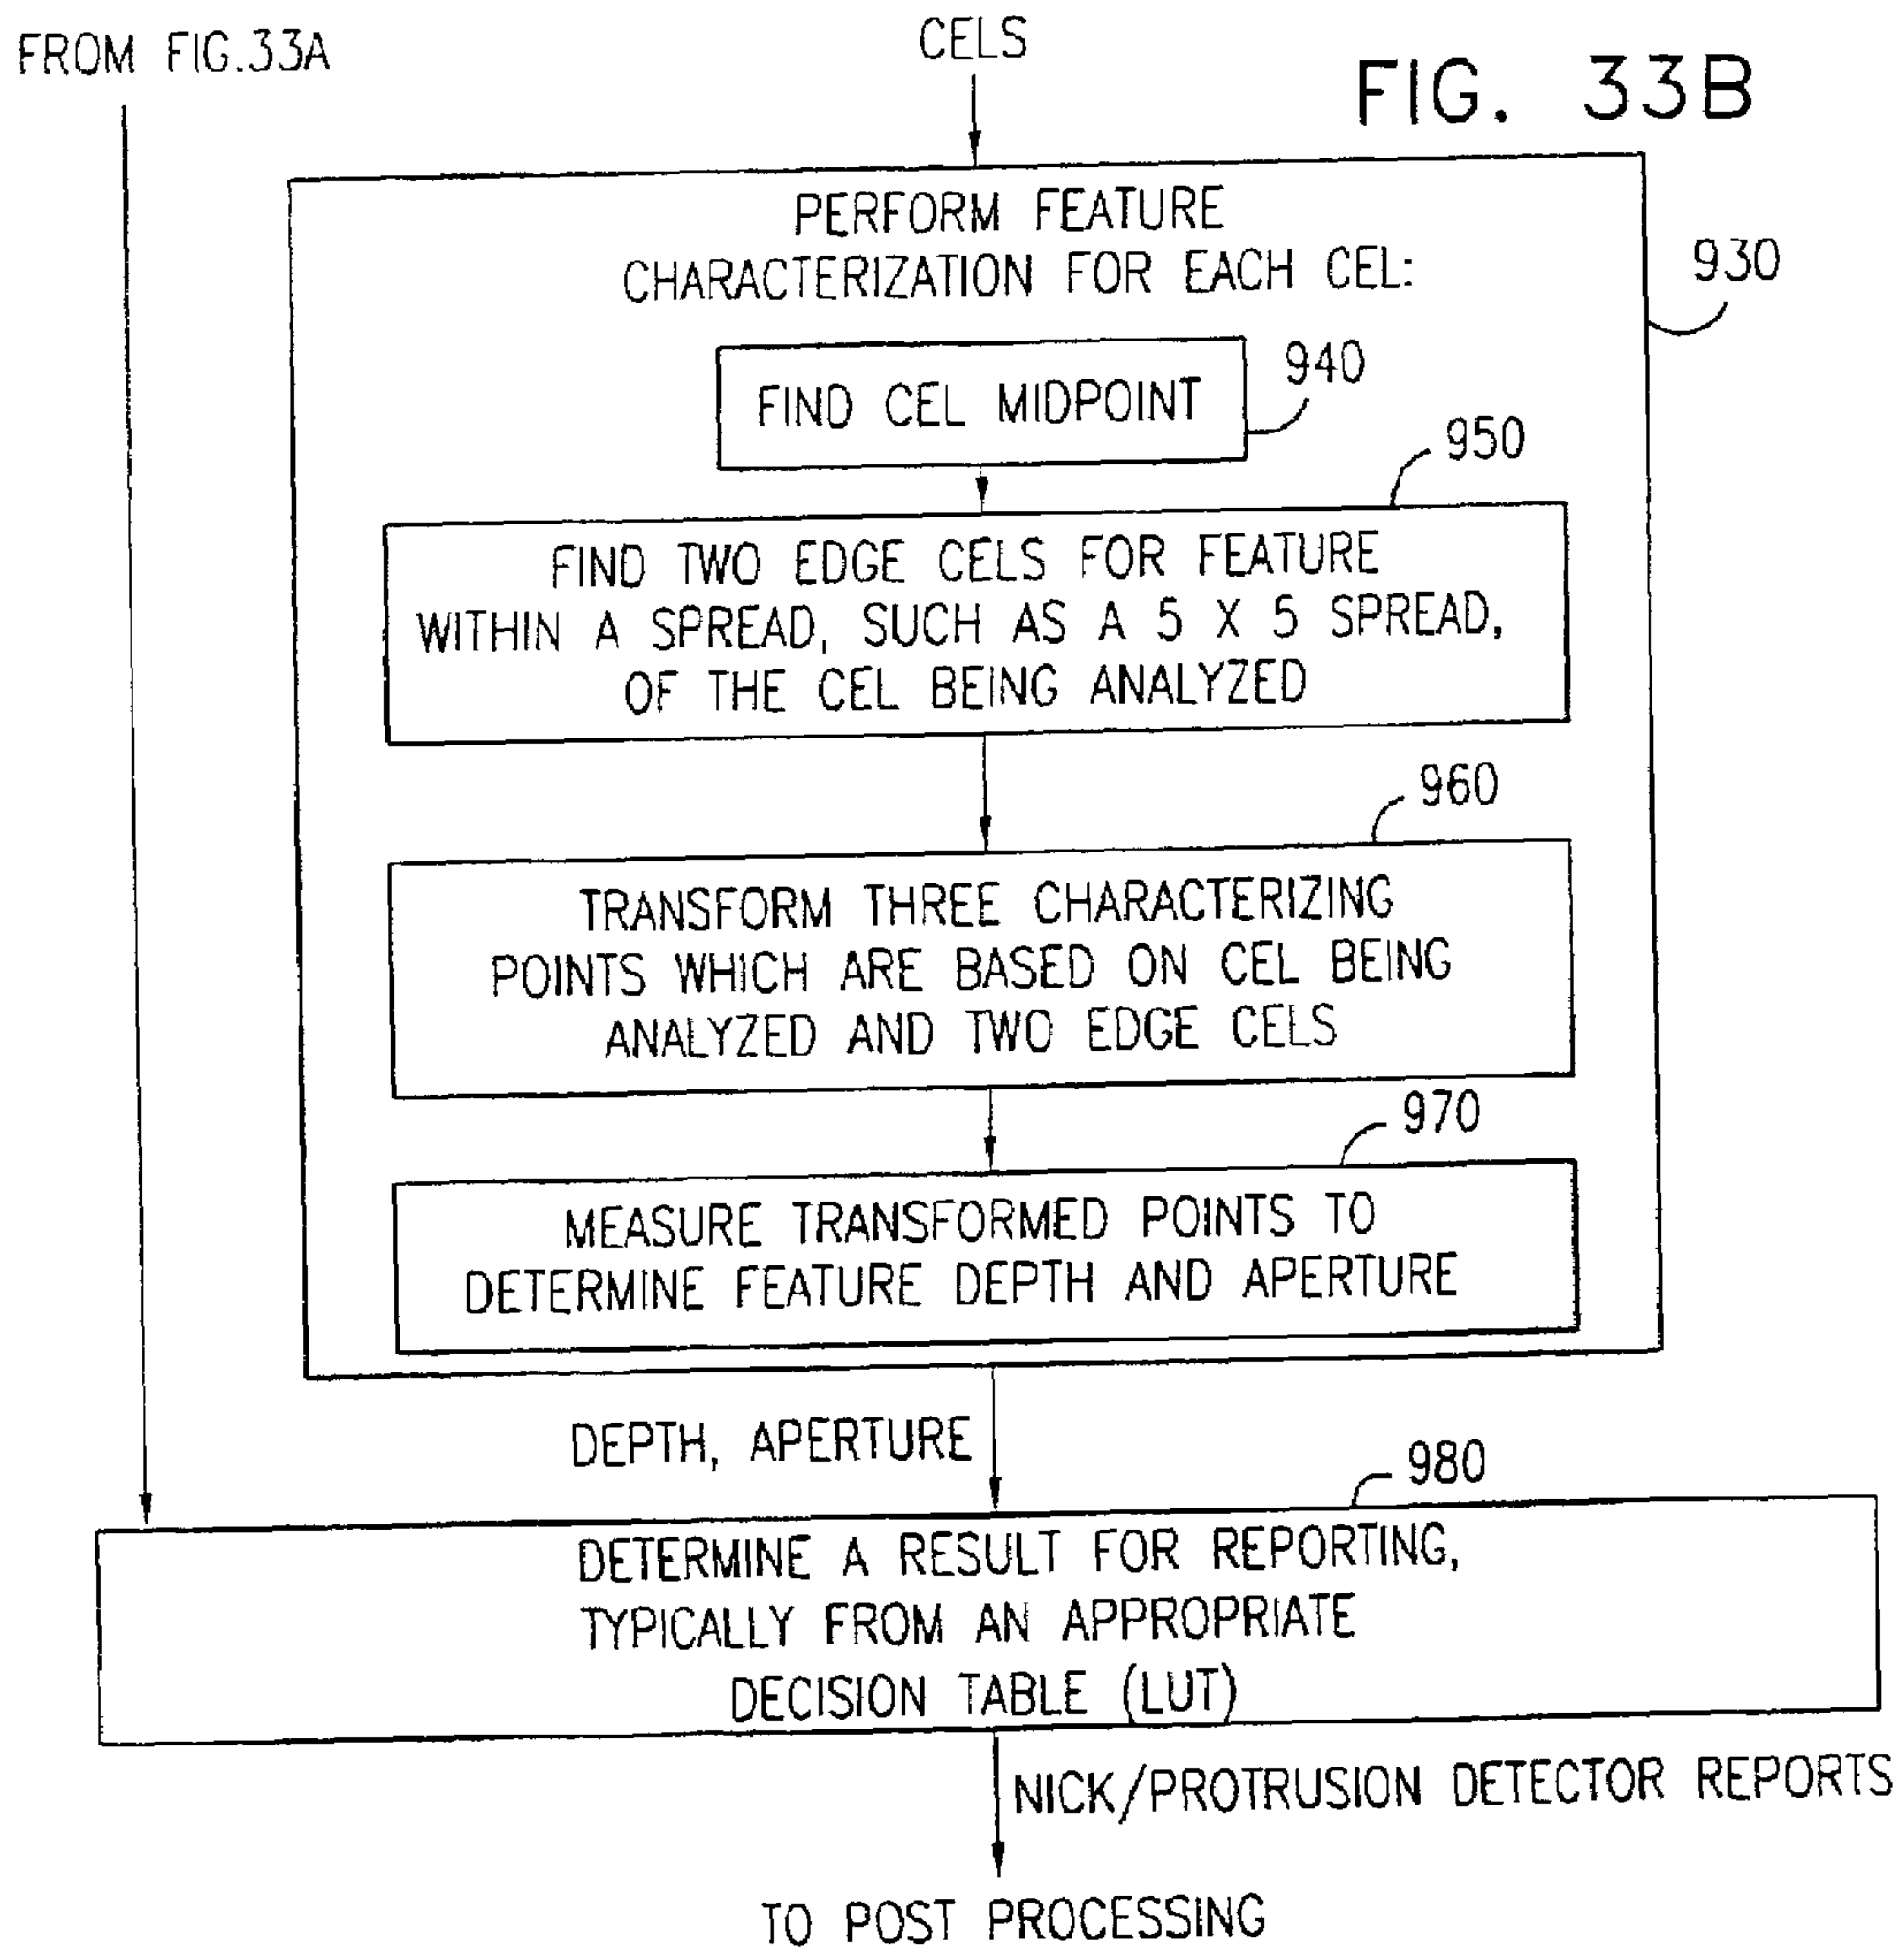 FROM FIG.33A
CELS
FIG. 33B
PERFORM FEATURE
CHARACTERIZATION FOR EACH CEL:
930
FIND CEL MIDPOINT
940
950
FIND TWO EDGE CELS FOR FEATURE
WITHIN A SPREAD, SUCH AS A 5 X 5 SPREAD,
OF THE CEL BEING ANALYZED
960
TRANSFORM THREE CHARACTERIZING
POINTS WHICH ARE BASED ON CEL BEING
ANALYZED AND TWO EDGE CELS
970
MEASURE TRANSFORMED POINTS TO
DETERMINE FEATURE DEPTH AND APERTURE
DEPTH, APERTURE
980
DETERMINE A RESULT FOR REPORTING,
TYPICALLY FROM AN APPROPRIATE
DECISION TABLE (LUT)
NICK/PROTRUSION DETECTOR REPORTS
TO POST PROCESSING